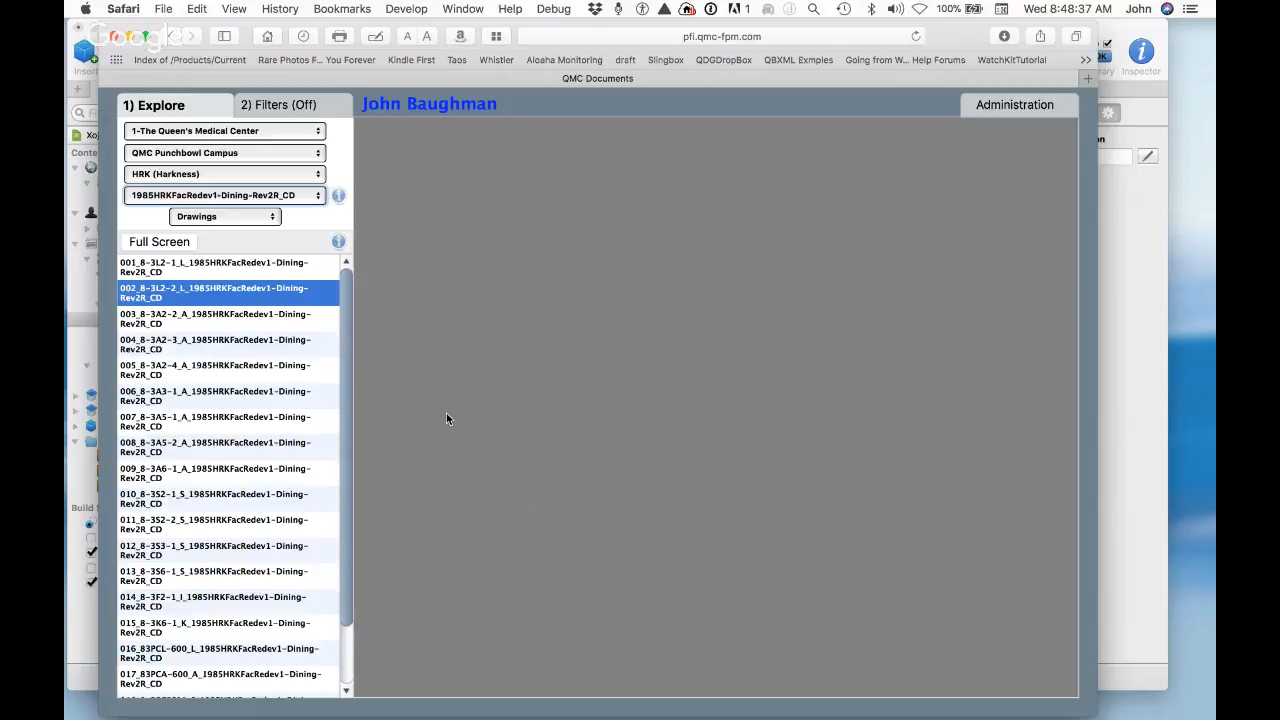 Safari File Edit View History Bookmarks Develop Window Help Debug 1 100% Wed 8:48:37 AM John
Google
pfi.qmc-fpm.com
Insert
Inspector
Index of /Products/Current Rare Photos F... You Forever Kindle First Taos Whistler Aloaha Monitoring draft Slingbox QDGDropBox QBXML Exmples Going from W... Help Forums WatchKitTutorial
QMC Documents
1) Explore 2) Filters (Off) John Baughman Administration
1-The Queen's Medical Center
QMC Punchbowl Campus
HRK (Harkness)
1985HRKFacRedev1-Dining-Rev2R_CD
Drawings
Full Screen
001_8-3L2-1_L_1985HRKFacRedev1-Dining-
Rev2R_CD
002_8-3L2-2_L_1985HRKFacRedev1-Dining-
Rev2R_CD
003_8-3A2-2_A_1985HRKFacRedev1-Dining-
Rev2R_CD
004_8-3A2-3_A_1985HRKFacRedev1-Dining-
Rev2R_CD
005_8-3A2-4_A_1985HRKFacRedev1-Dining-
Rev2R_CD
006_8-3A3-1_A_1985HRKFacRedev1-Dining-
Rev2R_CD
007_8-3A5-1_A_1985HRKFacRedev1-Dining-
Rev2R_CD
008_8-3A5-2_A_1985HRKFacRedev1-Dining-
Rev2R_CD
009_8-3A6-1_A_1985HRKFacRedev1-Dining-
Rev2R_CD
010_8-3S2-1_S_1985HRKFacRedev1-Dining-
Rev2R_CD
011_8-3S2-2_S_1985HRKFacRedev1-Dining-
Rev2R_CD
012_8-3S3-1_S_1985HRKFacRedev1-Dining-
Rev2R_CD
013_8-3S6-1_S_1985HRKFacRedev1-Dining-
Rev2R_CD
014_8-3F2-1_I_1985HRKFacRedev1-Dining-
Rev2R_CD
015_8-3K6-1_K_1985HRKFacRedev1-Dining-
Rev2R_CD
016_83PCL-600_L_1985HRKFacRedev1-Dining-
Rev2R_CD
017_83PCA-600_A_1985HRKFacRedev1-Dining-
Rev2R_CD
Xoj
Conte
Build S